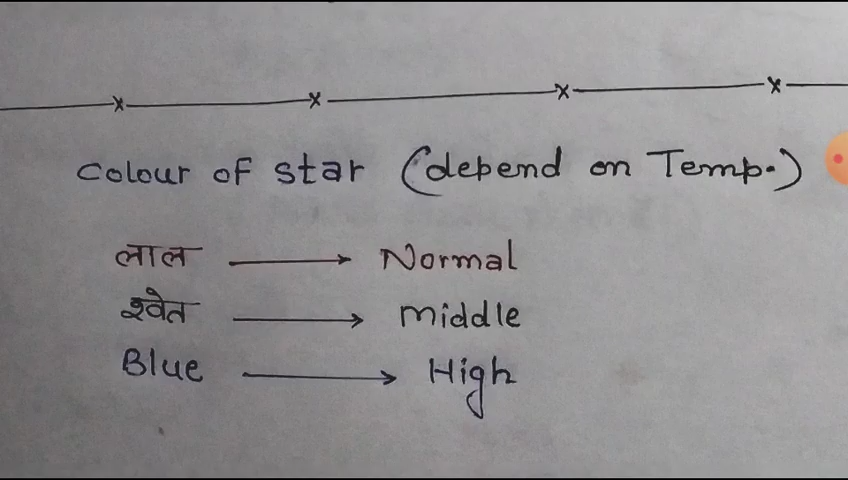 Colour of star (depend on Temp.)
लाल → Normal
श्वेत → middle
Blue → High